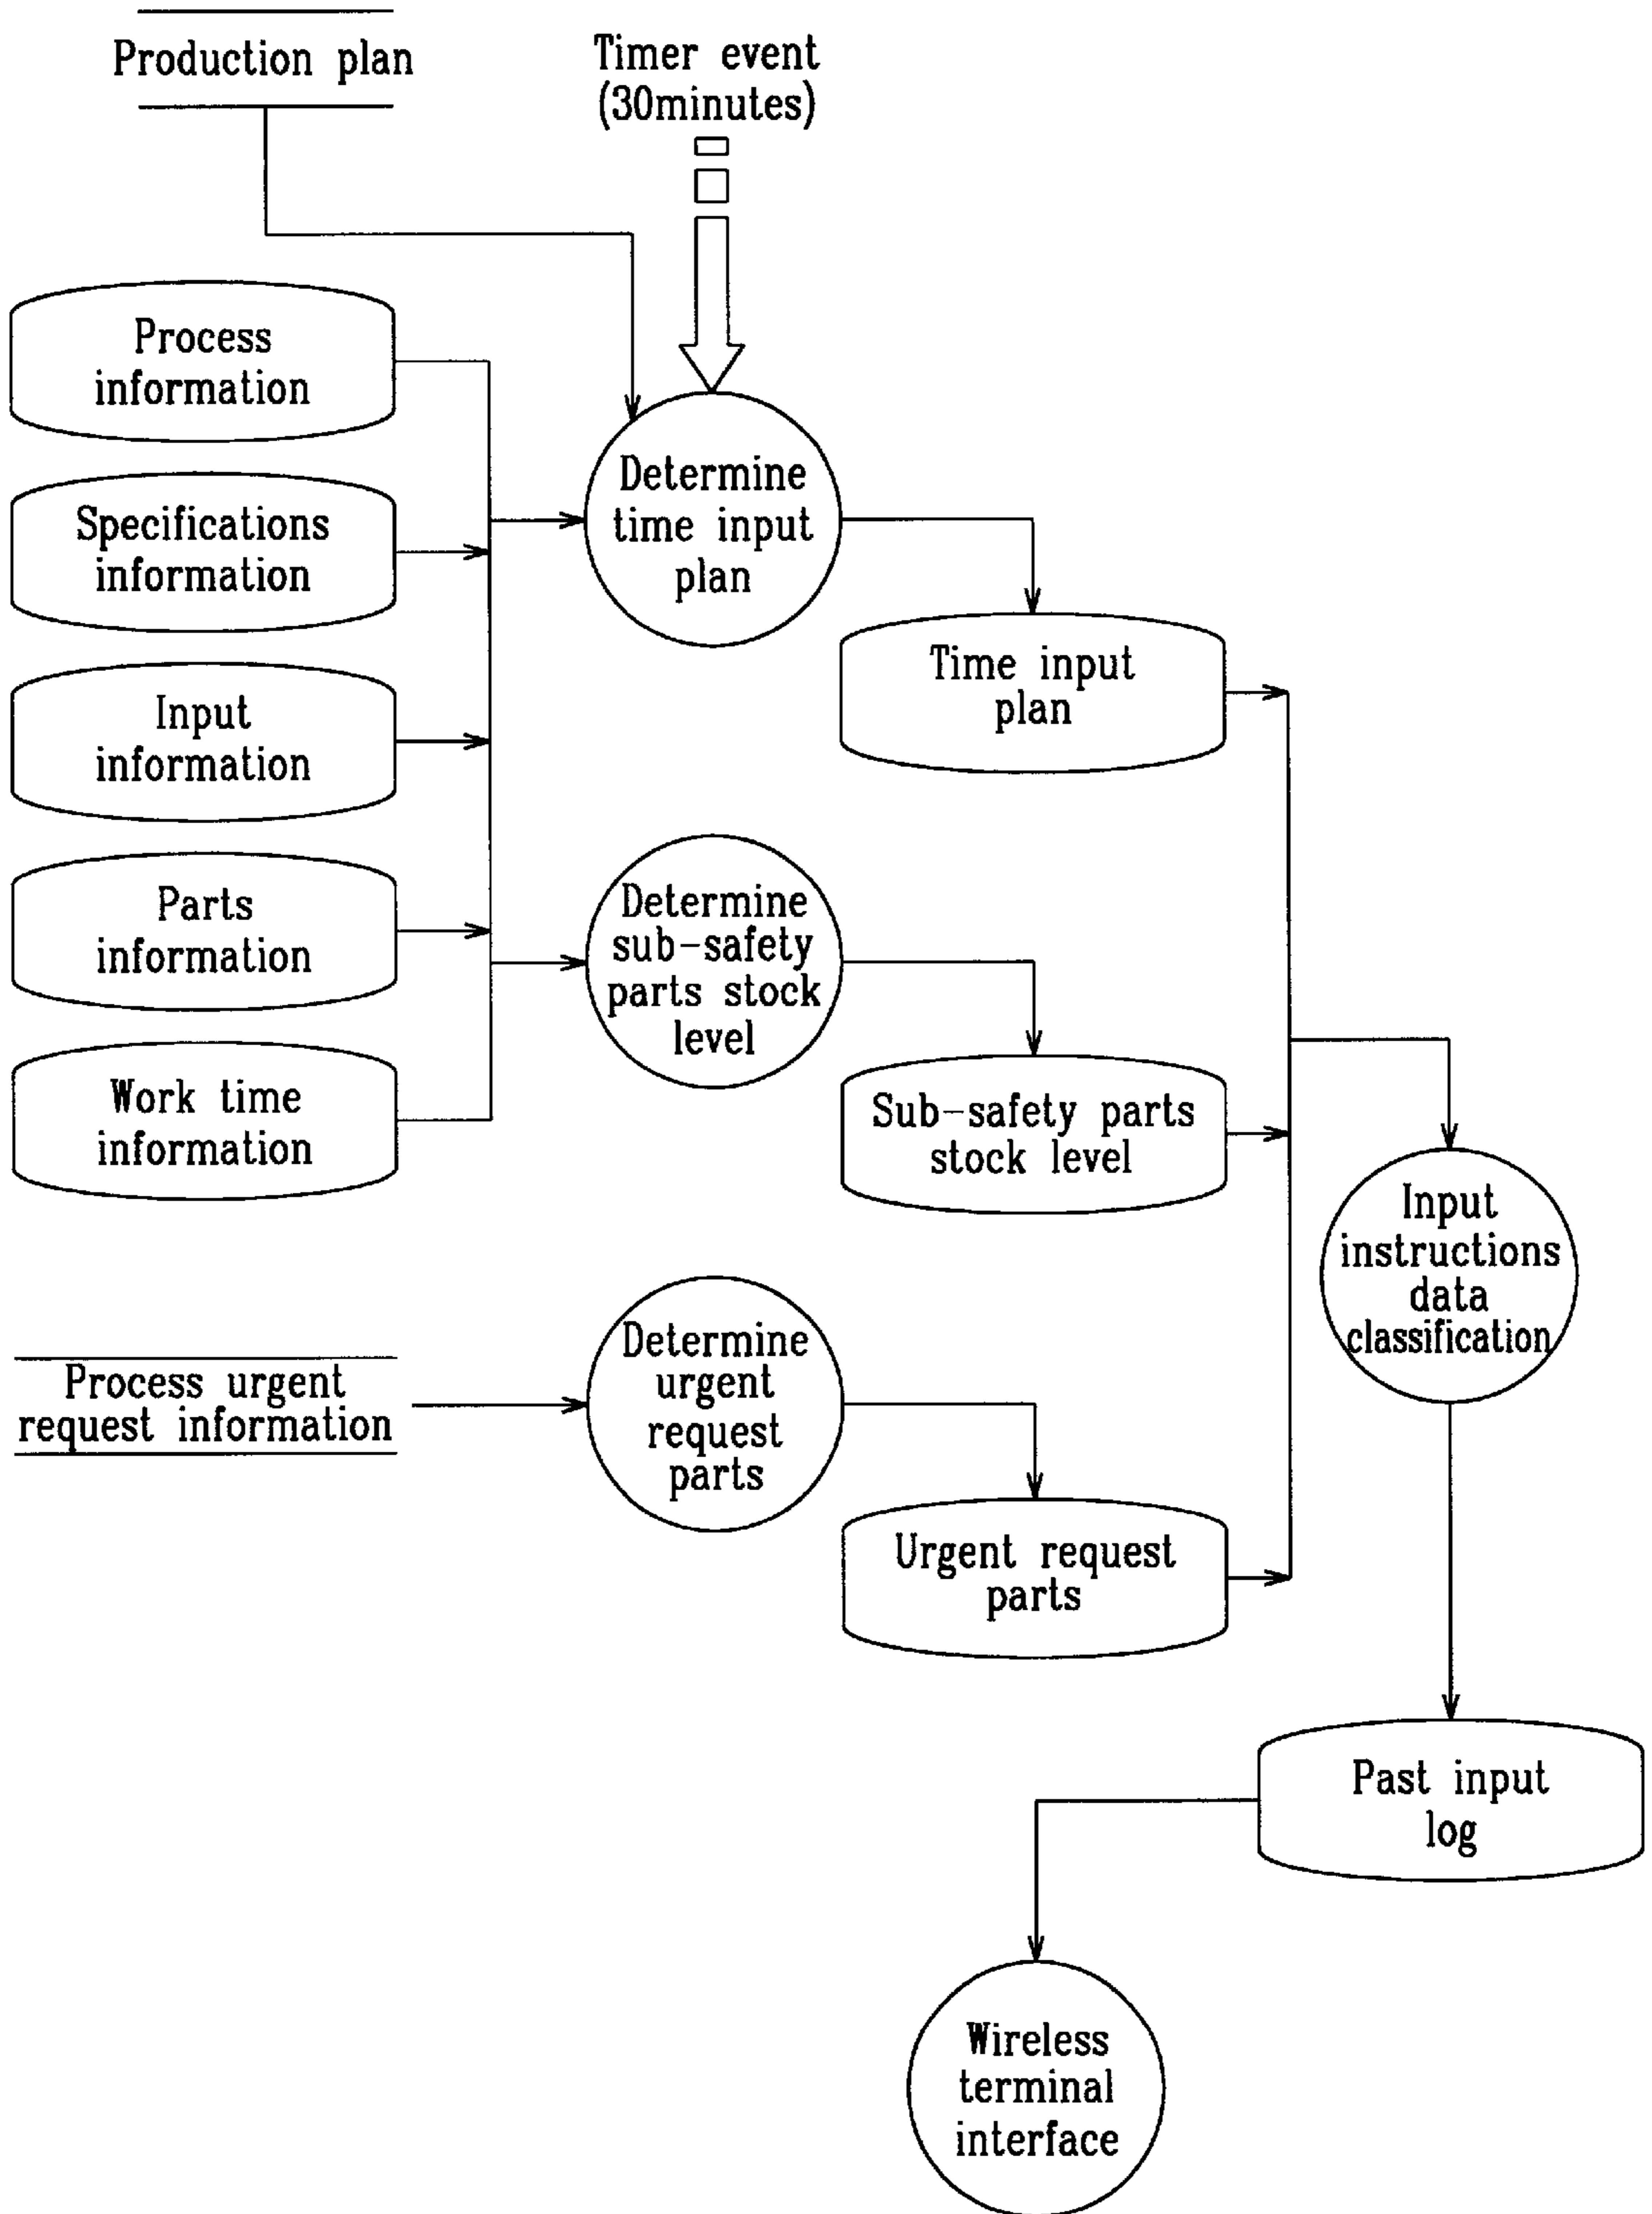 Production plan
Timer event
(30minutes)
Process
information
Specifications
information
Input
information
Parts
information
Work time
information
Process urgent
request information
Determine
time input
plan
Determine
sub-safety
parts stock
level
Determine
urgent
request
parts
Time input
plan
Sub-safety parts
stock level
Urgent request
parts
Input
instructions
data
classification
Past input
log
Wireless
terminal
interface